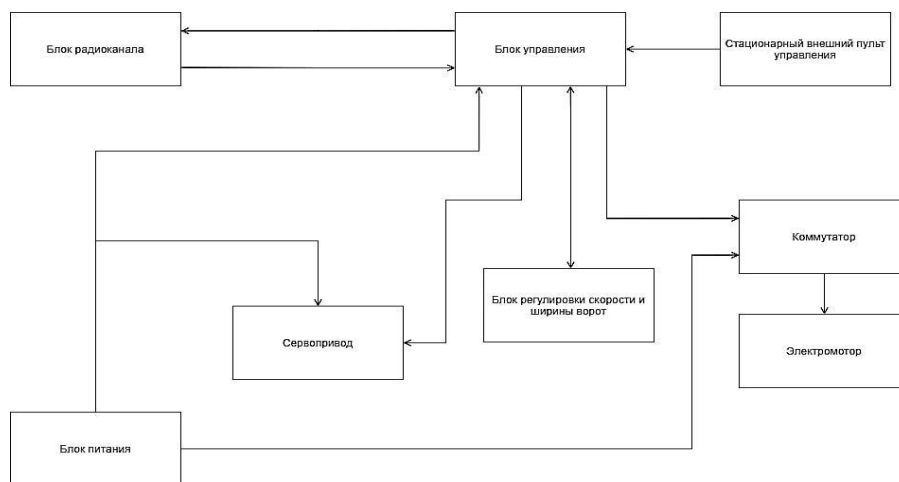 Блок радиоканала
Блок управления
Стационарный внешний пульт
управления
Коммутатор
Блок регулировки скорости и
ширины ворот
Сервопривод
Электромотор
Блок питания